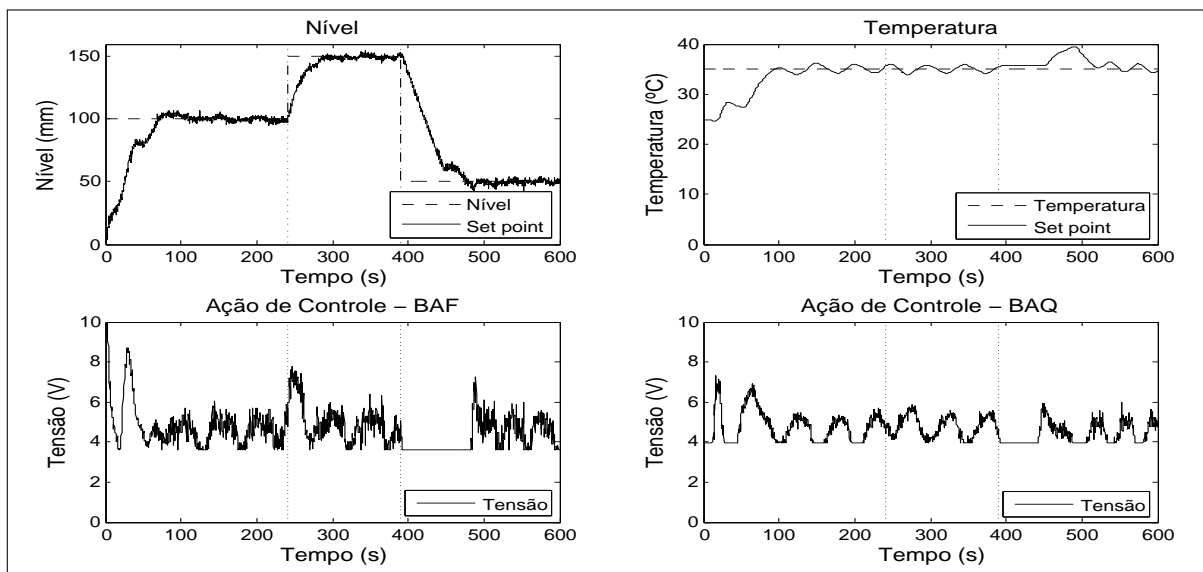 Nível
150
100
50
0
Nível (mm)
Nível
Set point
0 100 200 300 400 500 600
Tempo (s)
Temperatura
40
30
20
10
0
Temperatura (ºC)
Temperatura
Set point
0 100 200 300 400 500 600
Tempo (s)
Ação de Controle – BAF
10
8
6
4
2
0
Tensão (V)
Tensão
0 100 200 300 400 500 600
Tempo (s)
Ação de Controle – BAQ
10
8
6
4
2
0
Tensão (V)
Tensão
0 100 200 300 400 500 600
Tempo (s)